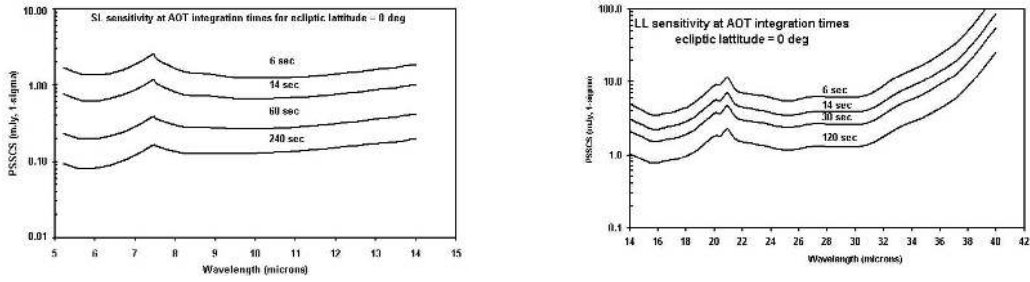 SL sensitivity at AOT integration times for ecliptic lattitude = 0 deg
10.00
1.00
0.10
0.01
PSSCS (mJy, 1-sigma)
6 sec
14 sec
60 sec
240 sec
5 6 7 8 9 10 11 12 13 14 15
Wavelength (microns)
LL sensitivity at AOT integration times
ecliptic lattitude = 0 deg
100.0
10.0
1.0
0.1
PSSCS (mJy, 1-sigma)
6 sec
14 sec
30 sec
120 sec
14 16 18 20 22 24 26 28 30 32 34 36 38 40 42
Wavelength (microns)